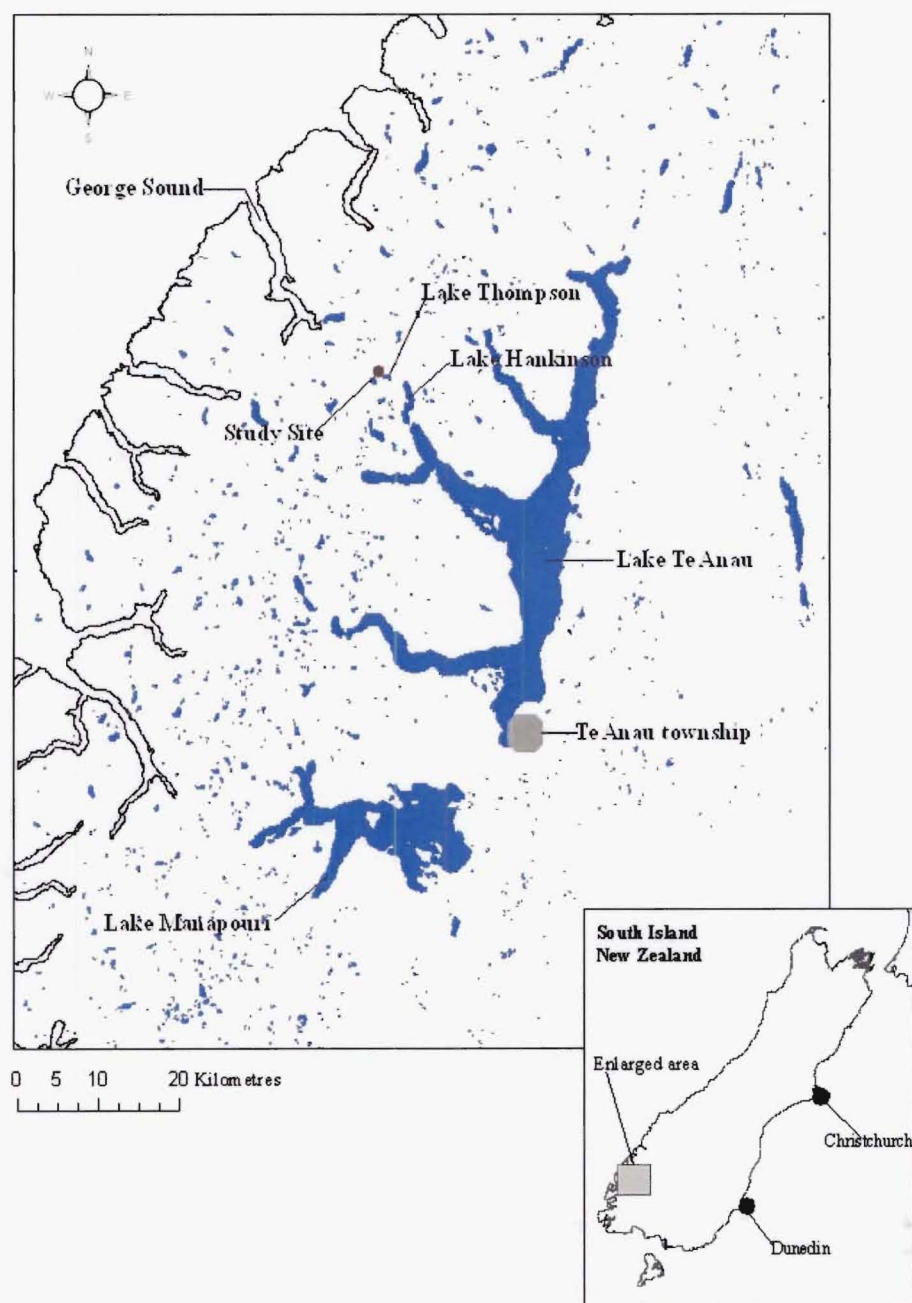 N
W E
S
George Sound
Lake Thompson
Lake Hankinson
Study Site
Lake Te Anau
Te Anau township
Lake Manapouri
0 5 10 20 Kilometres
South Island
New Zealand
Enlarged area
Christchurch
Dunedin